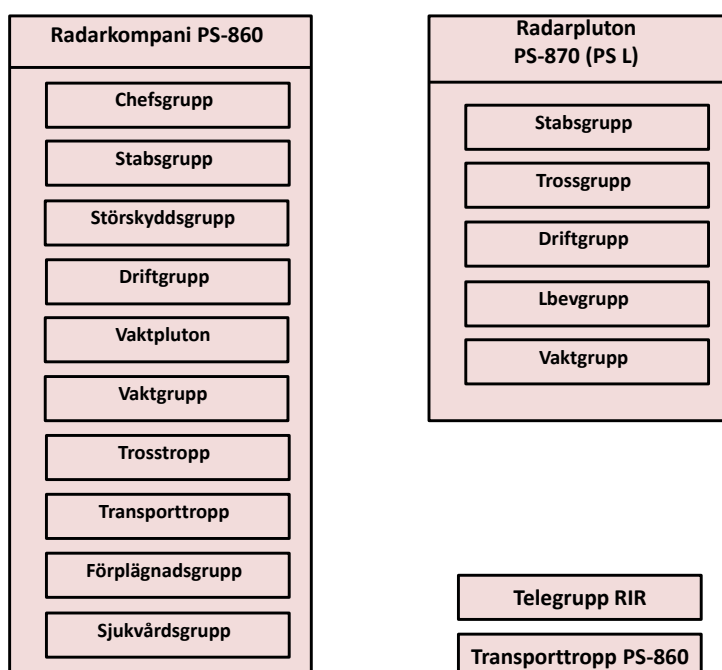 Radarkompani PS-860
Chefsgrupp
Stabsgrupp
Störskyddsgrupp
Driftgrupp
Vaktpluton
Vaktgrupp
Trosstropp
Transporttropp
Förplägnadsgrupp
Sjukvårdsgrupp
Radarpluton
PS-870 (PS L)
Stabsgrupp
Trossgrupp
Driftgrupp
Lbevgrupp
Vaktgrupp
Telegrupp RIR
Transporttropp PS-860